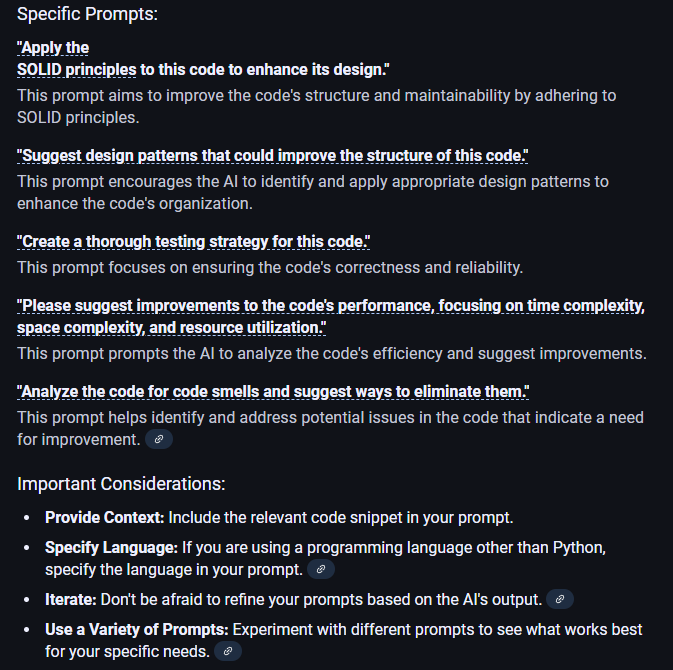 Specific Prompts:
"Apply the
SOLID principles to this code to enhance its design."
This prompt aims to improve the code's structure and maintainability by adhering to
SOLID principles.
"Suggest design patterns that could improve the structure of this code."
This prompt encourages the AI to identify and apply appropriate design patterns to
enhance the code's organization.
"Create a thorough testing strategy for this code."
This prompt focuses on ensuring the code's correctness and reliability.
"Please suggest improvements to the code's performance, focusing on time complexity,
space complexity, and resource utilization."
This prompt prompts the AI to analyze the code's efficiency and suggest improvements.
"Analyze the code for code smells and suggest ways to eliminate them."
This prompt helps identify and address potential issues in the code that indicate a need
for improvement.
Important Considerations:
• Provide Context: Include the relevant code snippet in your prompt.
• Specify Language: If you are using a programming language other than Python,
specify the language in your prompt.
• Iterate: Don't be afraid to refine your prompts based on the AI's output.
• Use a Variety of Prompts: Experiment with different prompts to see what works best
for your specific needs.